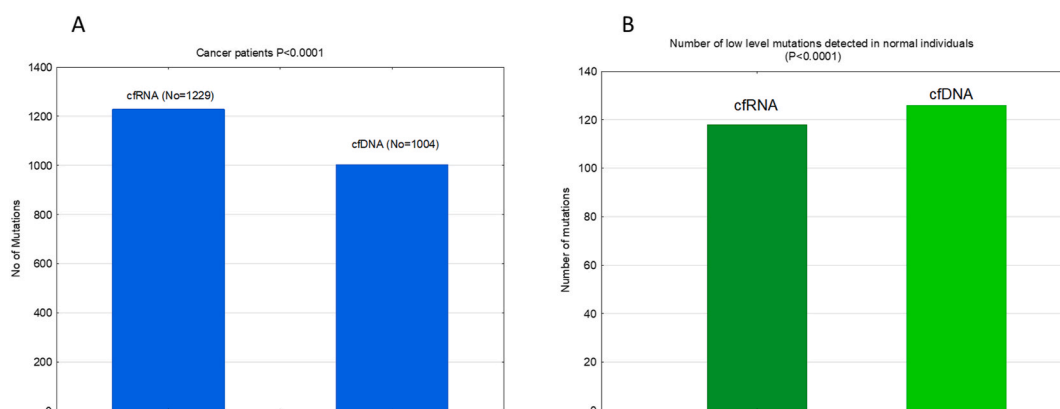 A
Cancer patients P<0.0001
1400
1200
1000
800
600
400
200
0
No of Mutations
cfRNA (No=1229)
cfDNA (No=1004)
B
Number of low level mutations detected in normal individuals
(P<0.0001)
140
120
100
80
60
40
20
0
Number of mutations
cfRNA
cfDNA